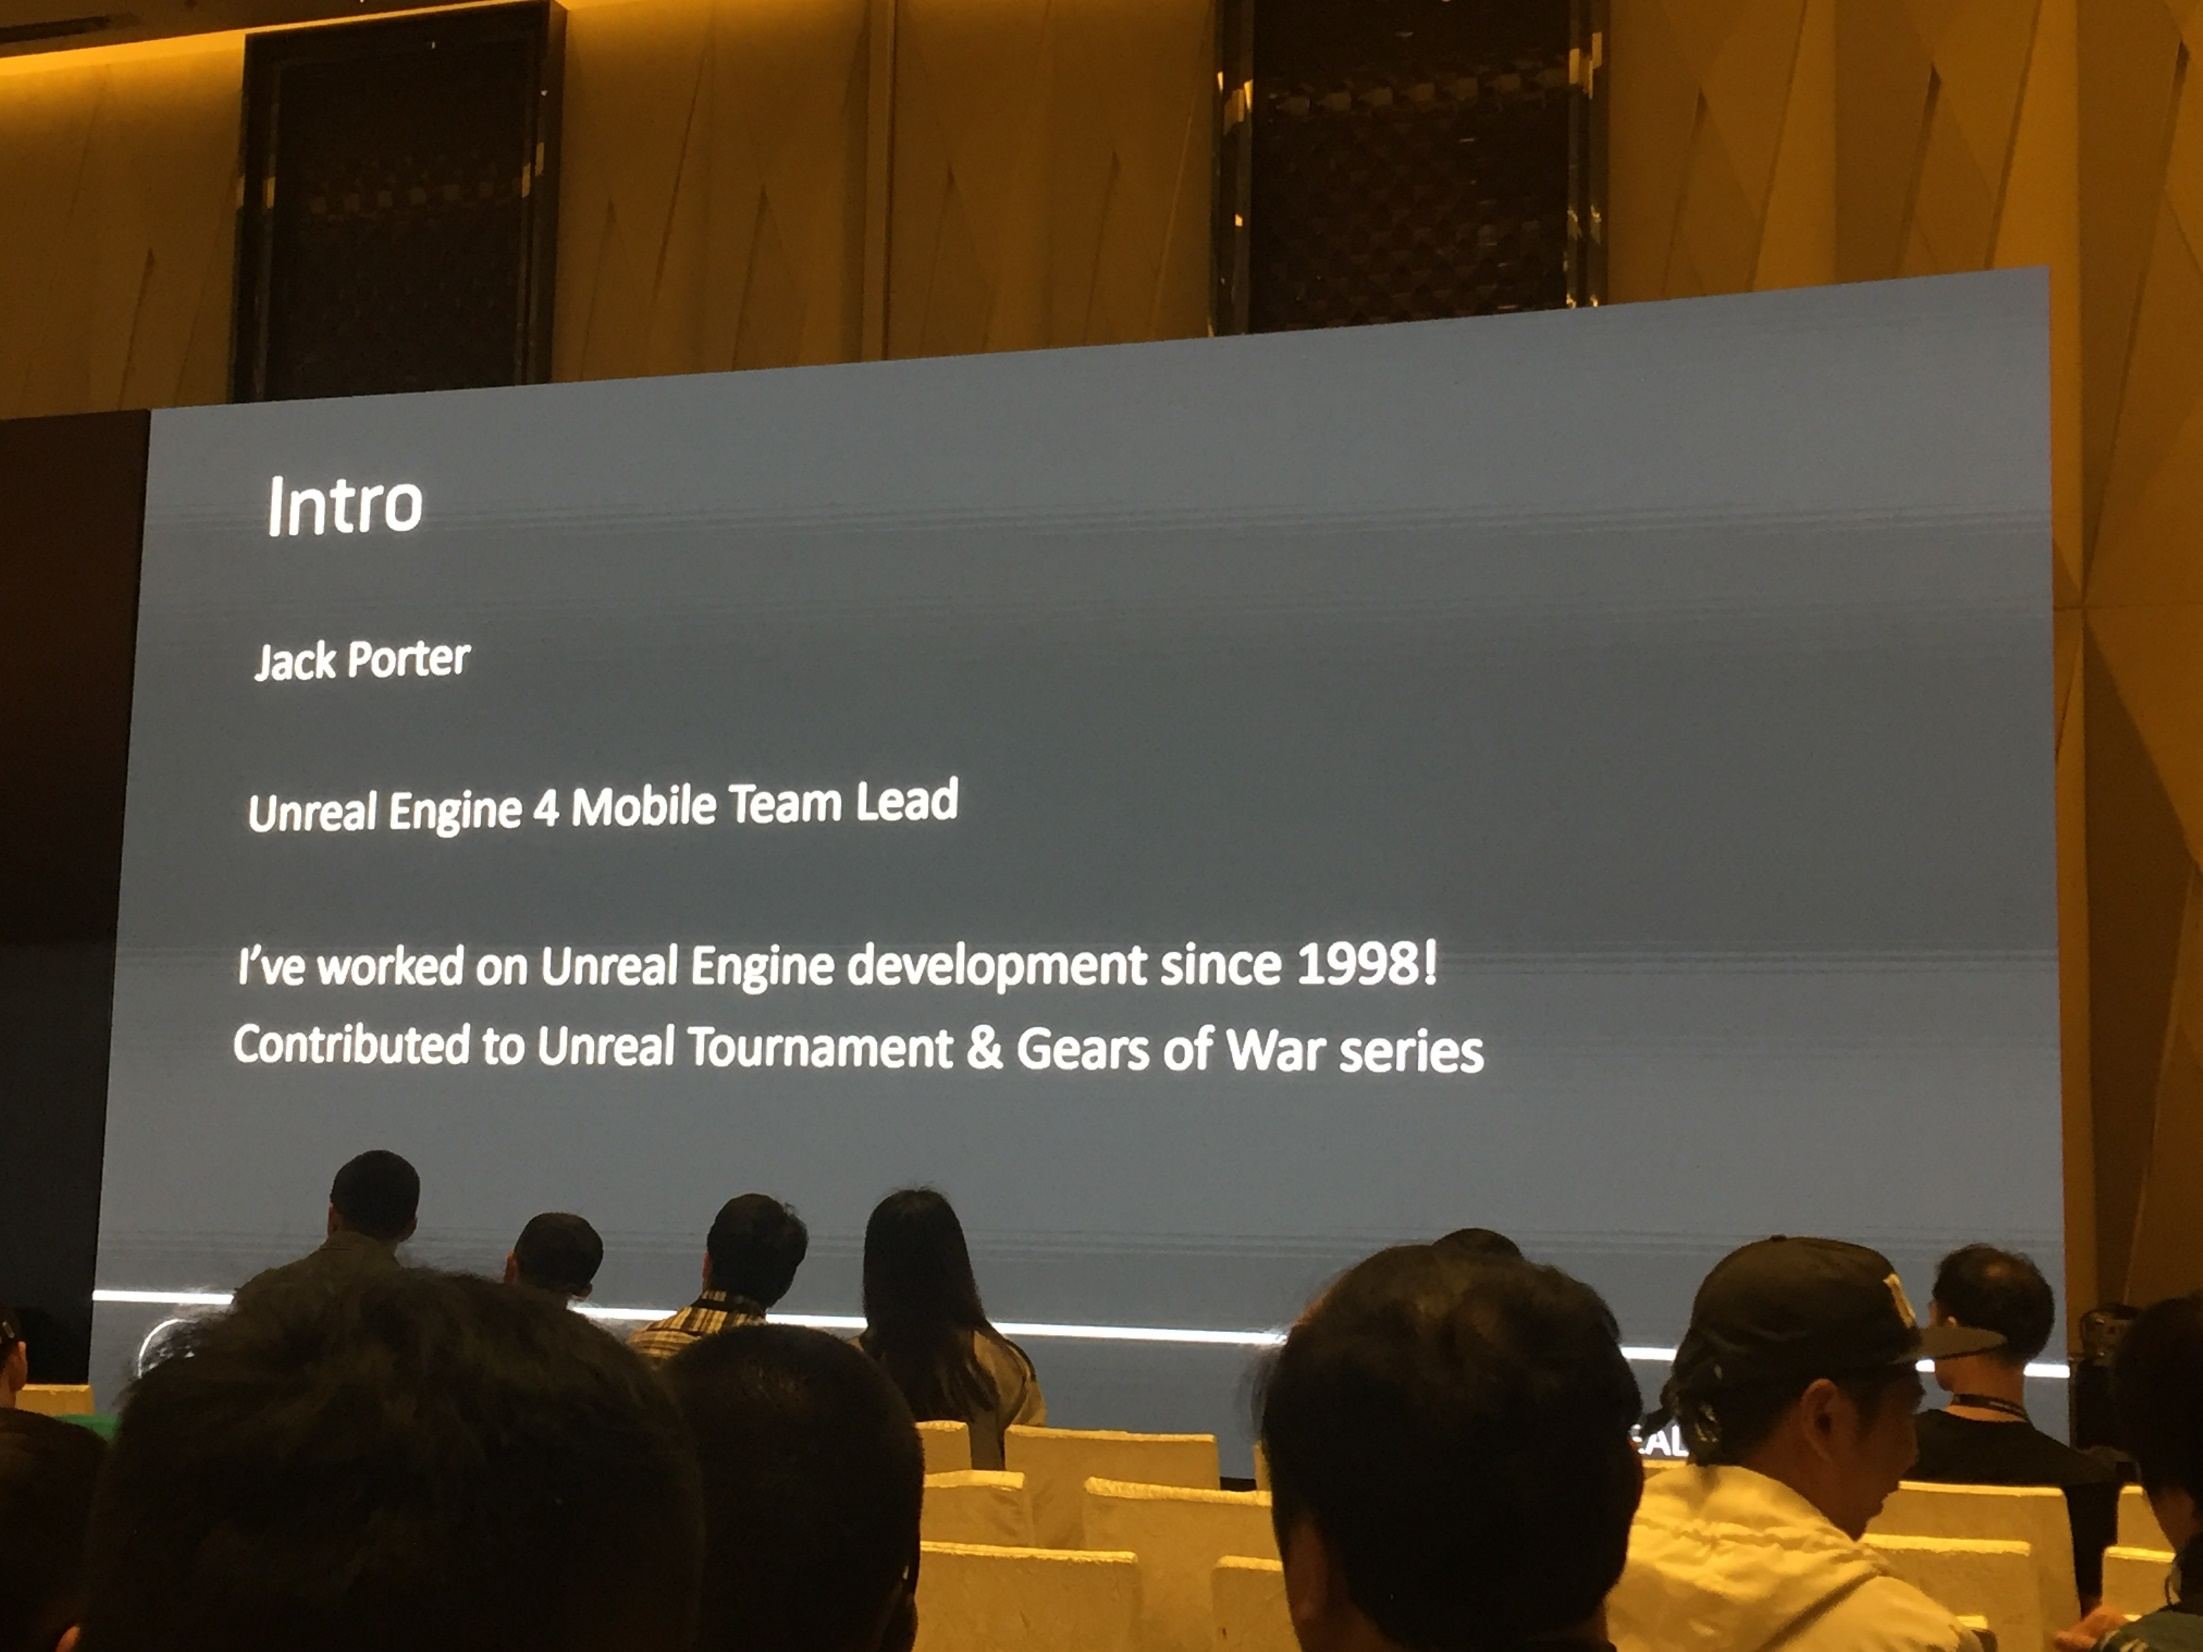 Intro
Jack Porter
Unreal Engine 4 Mobile Team Lead
I've worked on Unreal Engine development since 1998!
Contributed to Unreal Tournament & Gears of War series